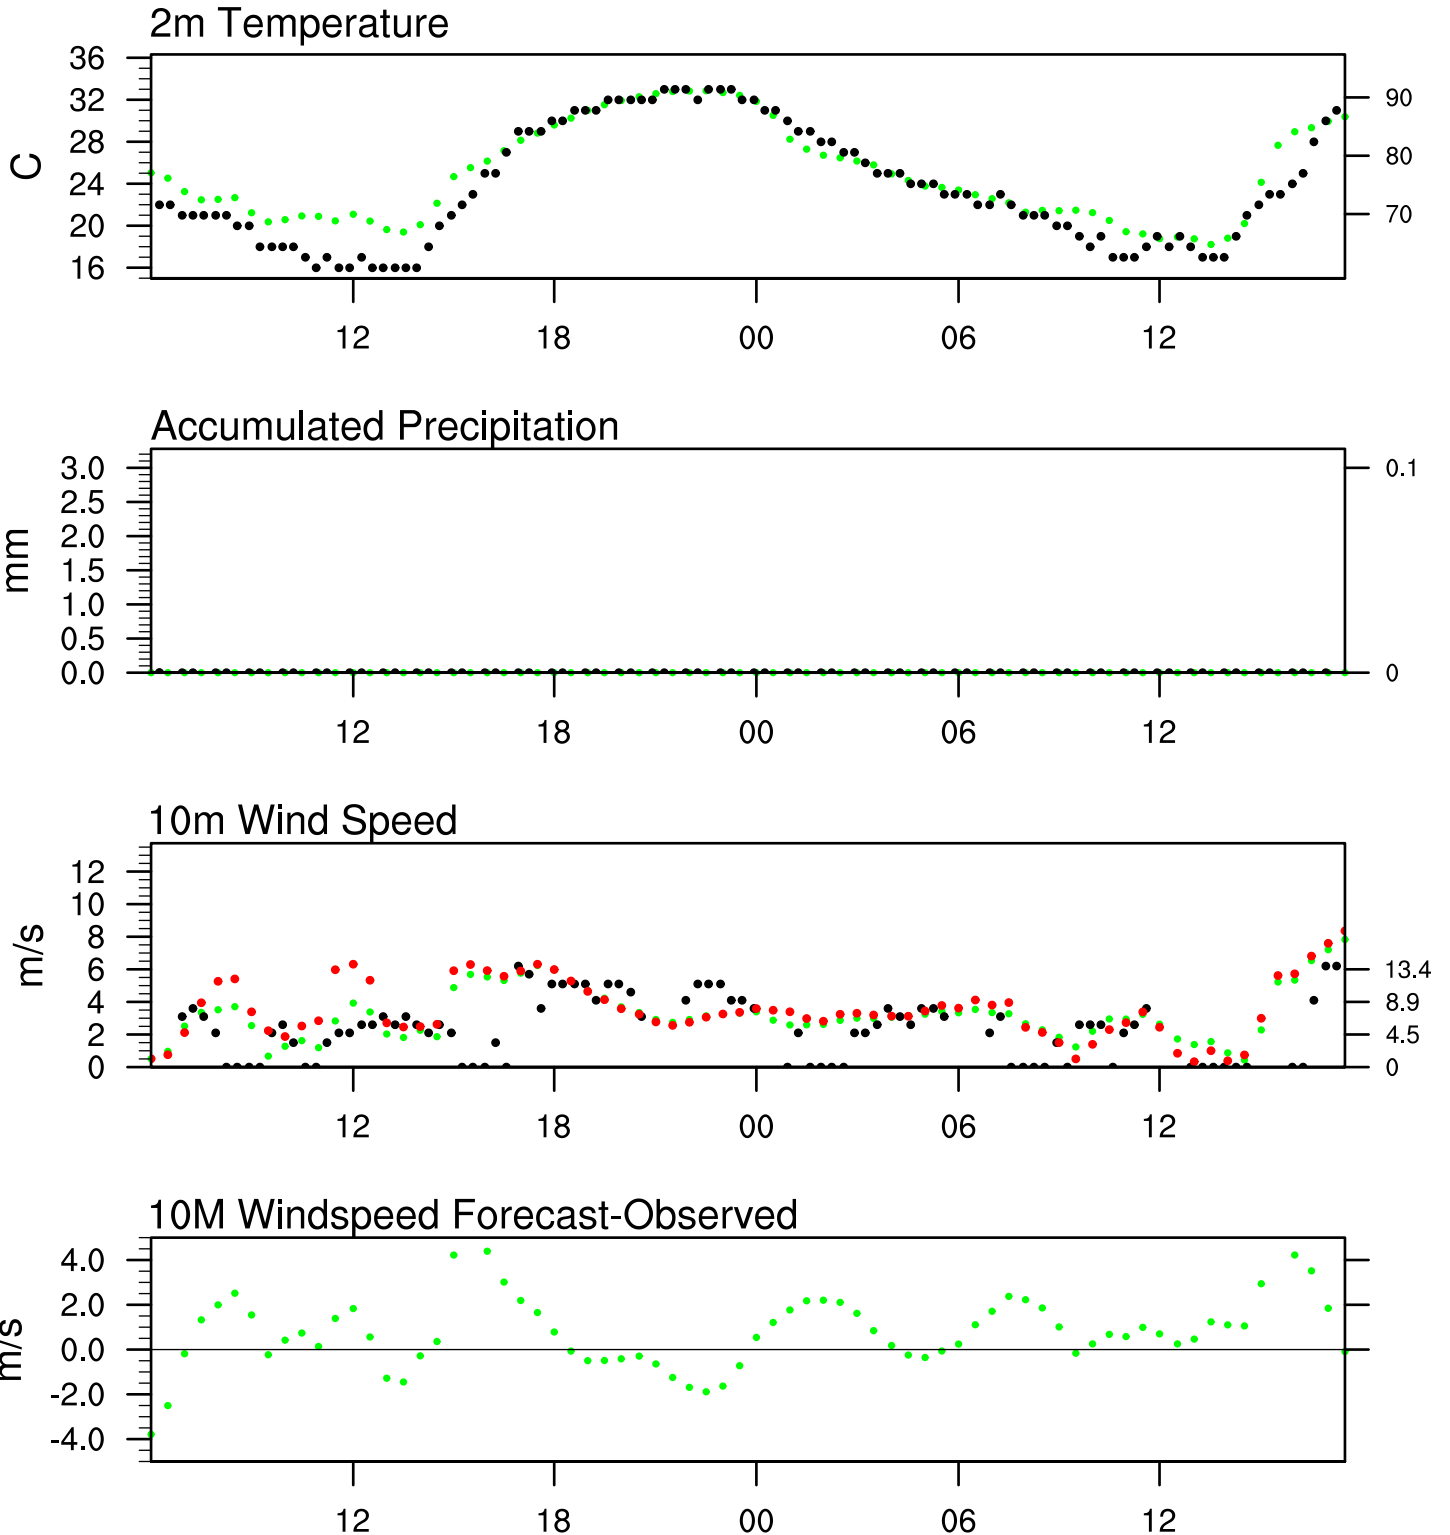 2m Temperature
36
32
28
24
20
16
C
90
80
70
12 18 00 06 12
Accumulated Precipitation
3.0
2.5
2.0
1.5
1.0
0.5
0.0
mm
0.1
0
12 18 00 06 12
10m Wind Speed
12
10
8
6
4
2
0
m/s
13.4
8.9
4.5
0
12 18 00 06 12
10M Windspeed Forecast-Observed
4.0
2.0
0.0
-2.0
-4.0
m/s
12 18 00 06 12